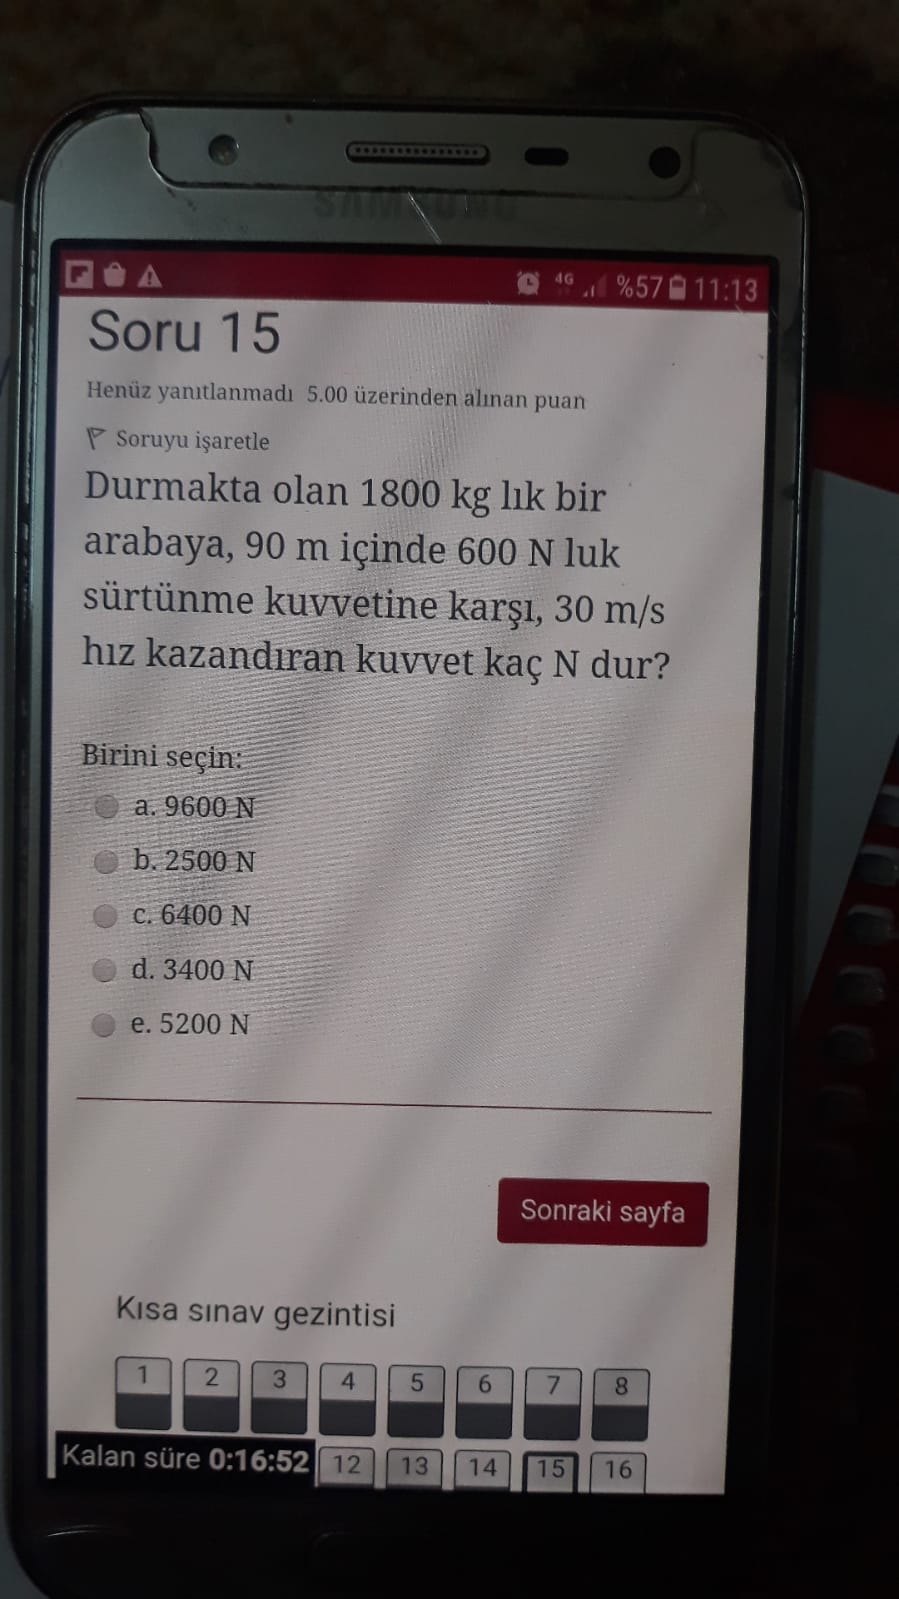 SAMSUNG
4G %57 11:13
Soru 15
Henüz yanıtlanmadı 5.00 üzerinden alınan puan
Soruyu işaretle
Durmakta olan 1800 kg lık bir
arabaya, 90 m içinde 600 N luk
sürtünme kuvvetine karşı, 30 m/s
hız kazandıran kuvvet kaç N dur?
Birini seçin:
a. 9600 N
b. 2500 N
c. 6400 N
d. 3400 N
e. 5200 N
Sonraki sayfa
Kısa sınav gezintisi
1 2 3 4 5 6 7 8
Kalan süre 0:16:52 12 13 14 15 16